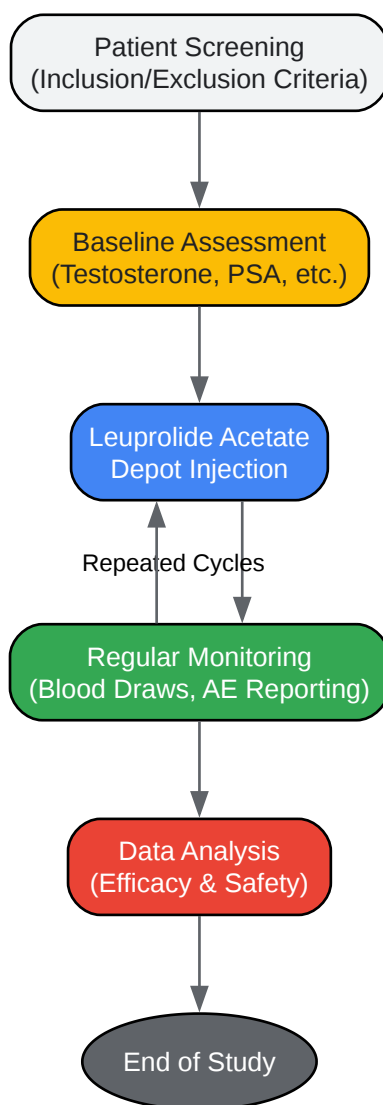 Patient Screening
(Inclusion/Exclusion Criteria)
Baseline Assessment
(Testosterone, PSA, etc.)
Leuprolide Acetate
Depot Injection
Repeated Cycles
Regular Monitoring
(Blood Draws, AE Reporting)
Data Analysis
(Efficacy & Safety)
End of Study